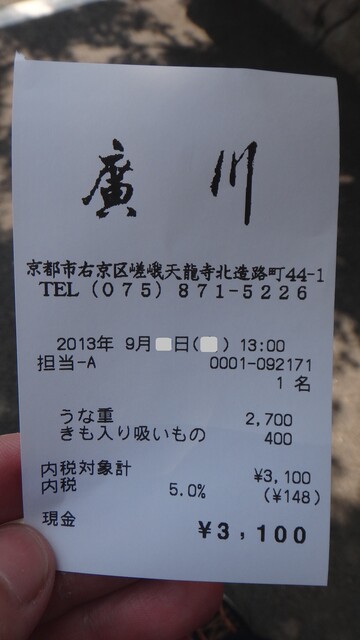 廣川
京都市右京区嵯峨天龍寺北造路町44-1
TEL (075) 871-5226
2013年 9月 日( ) 13:00
担当-A 0001-092171
1 名
うな重 2,700
きも入り吸いもの 400
内税対象計 ¥3,100
内税 5.0% (¥148)
現金 ¥3,100